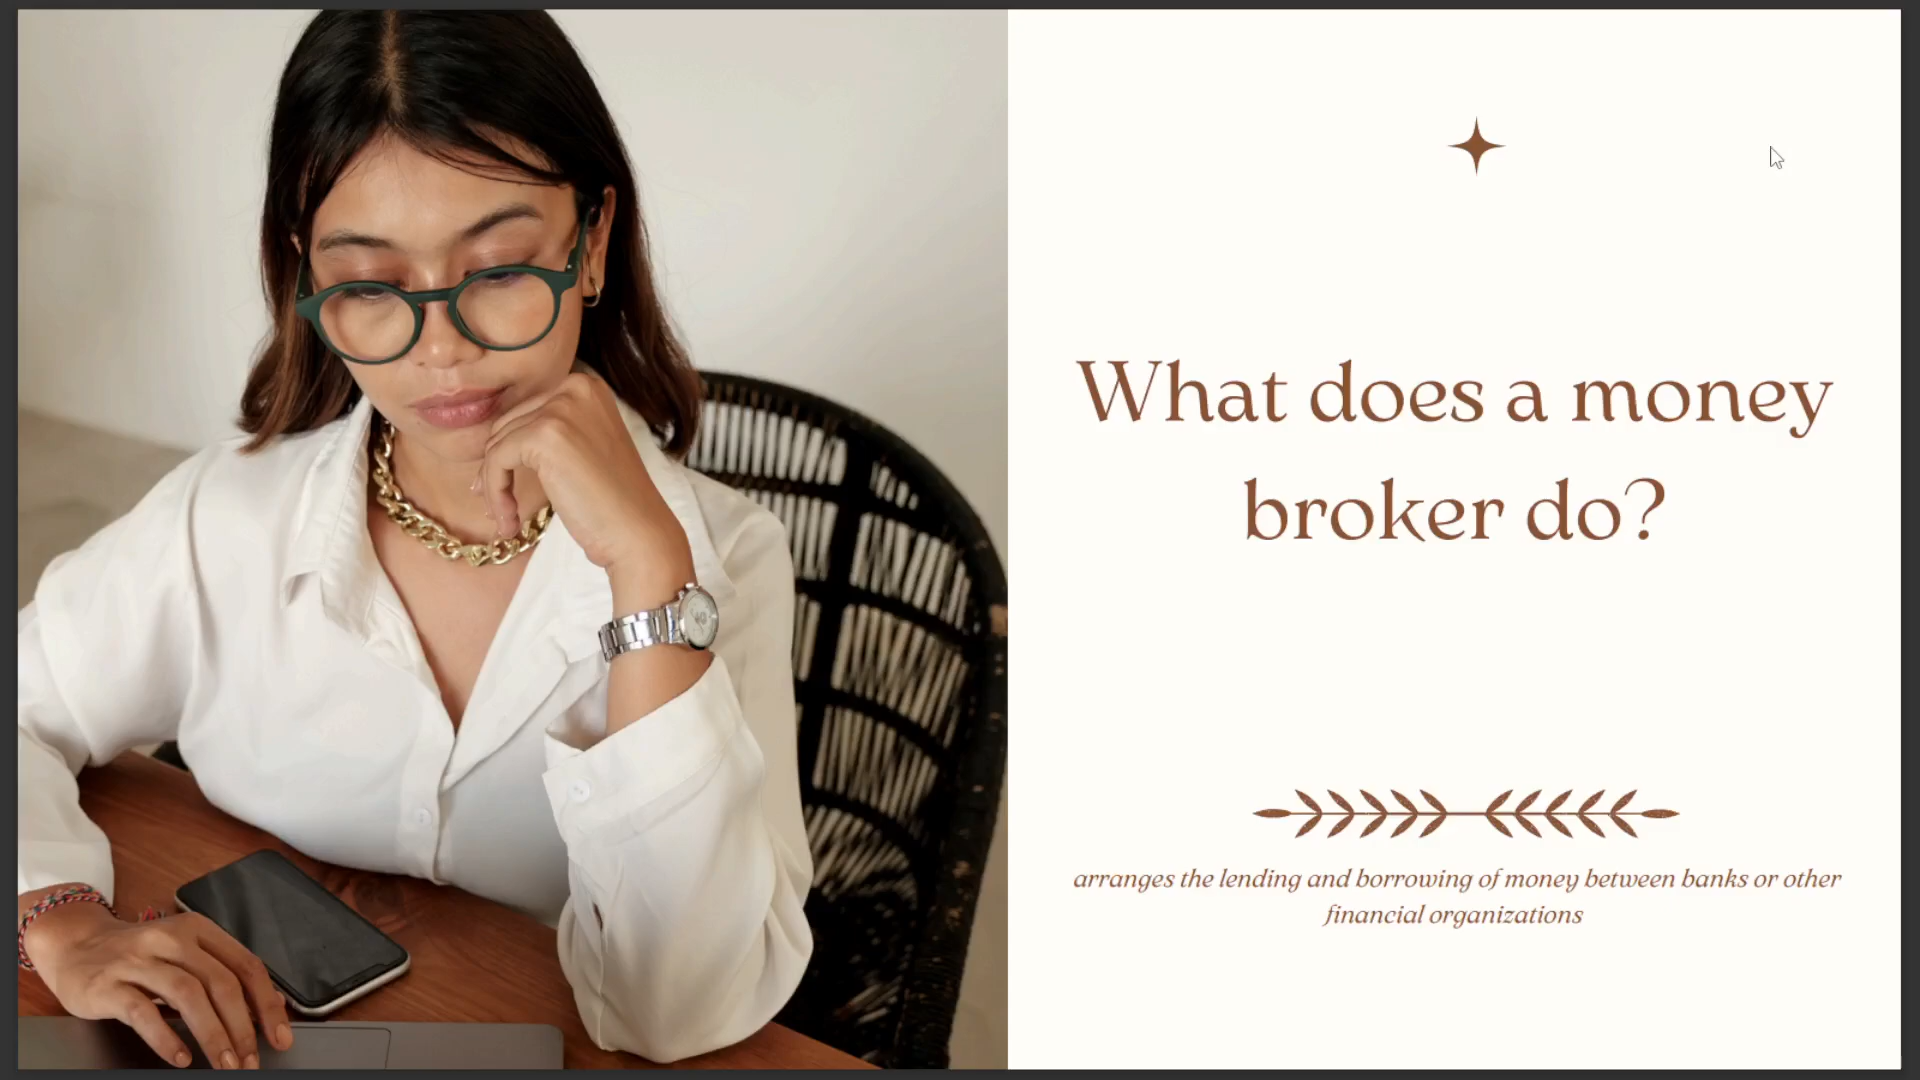 What does a money
broker do?
arranges the lending and borrowing of money between banks or other
financial organizations